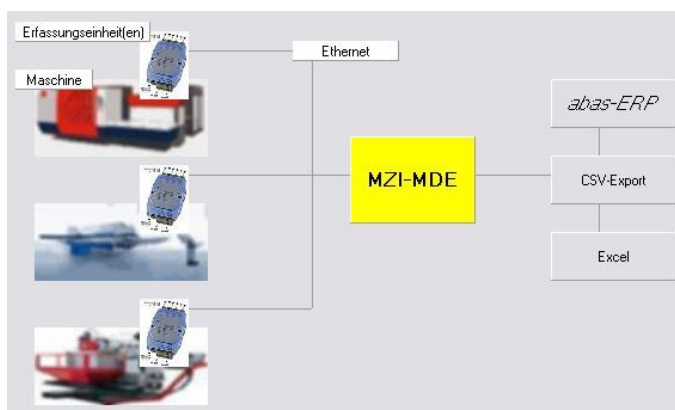 Erfassungseinheit(en)
Ethernet
Maschine
abas-ERP
MZI-MDE
CSV-Export
Excel